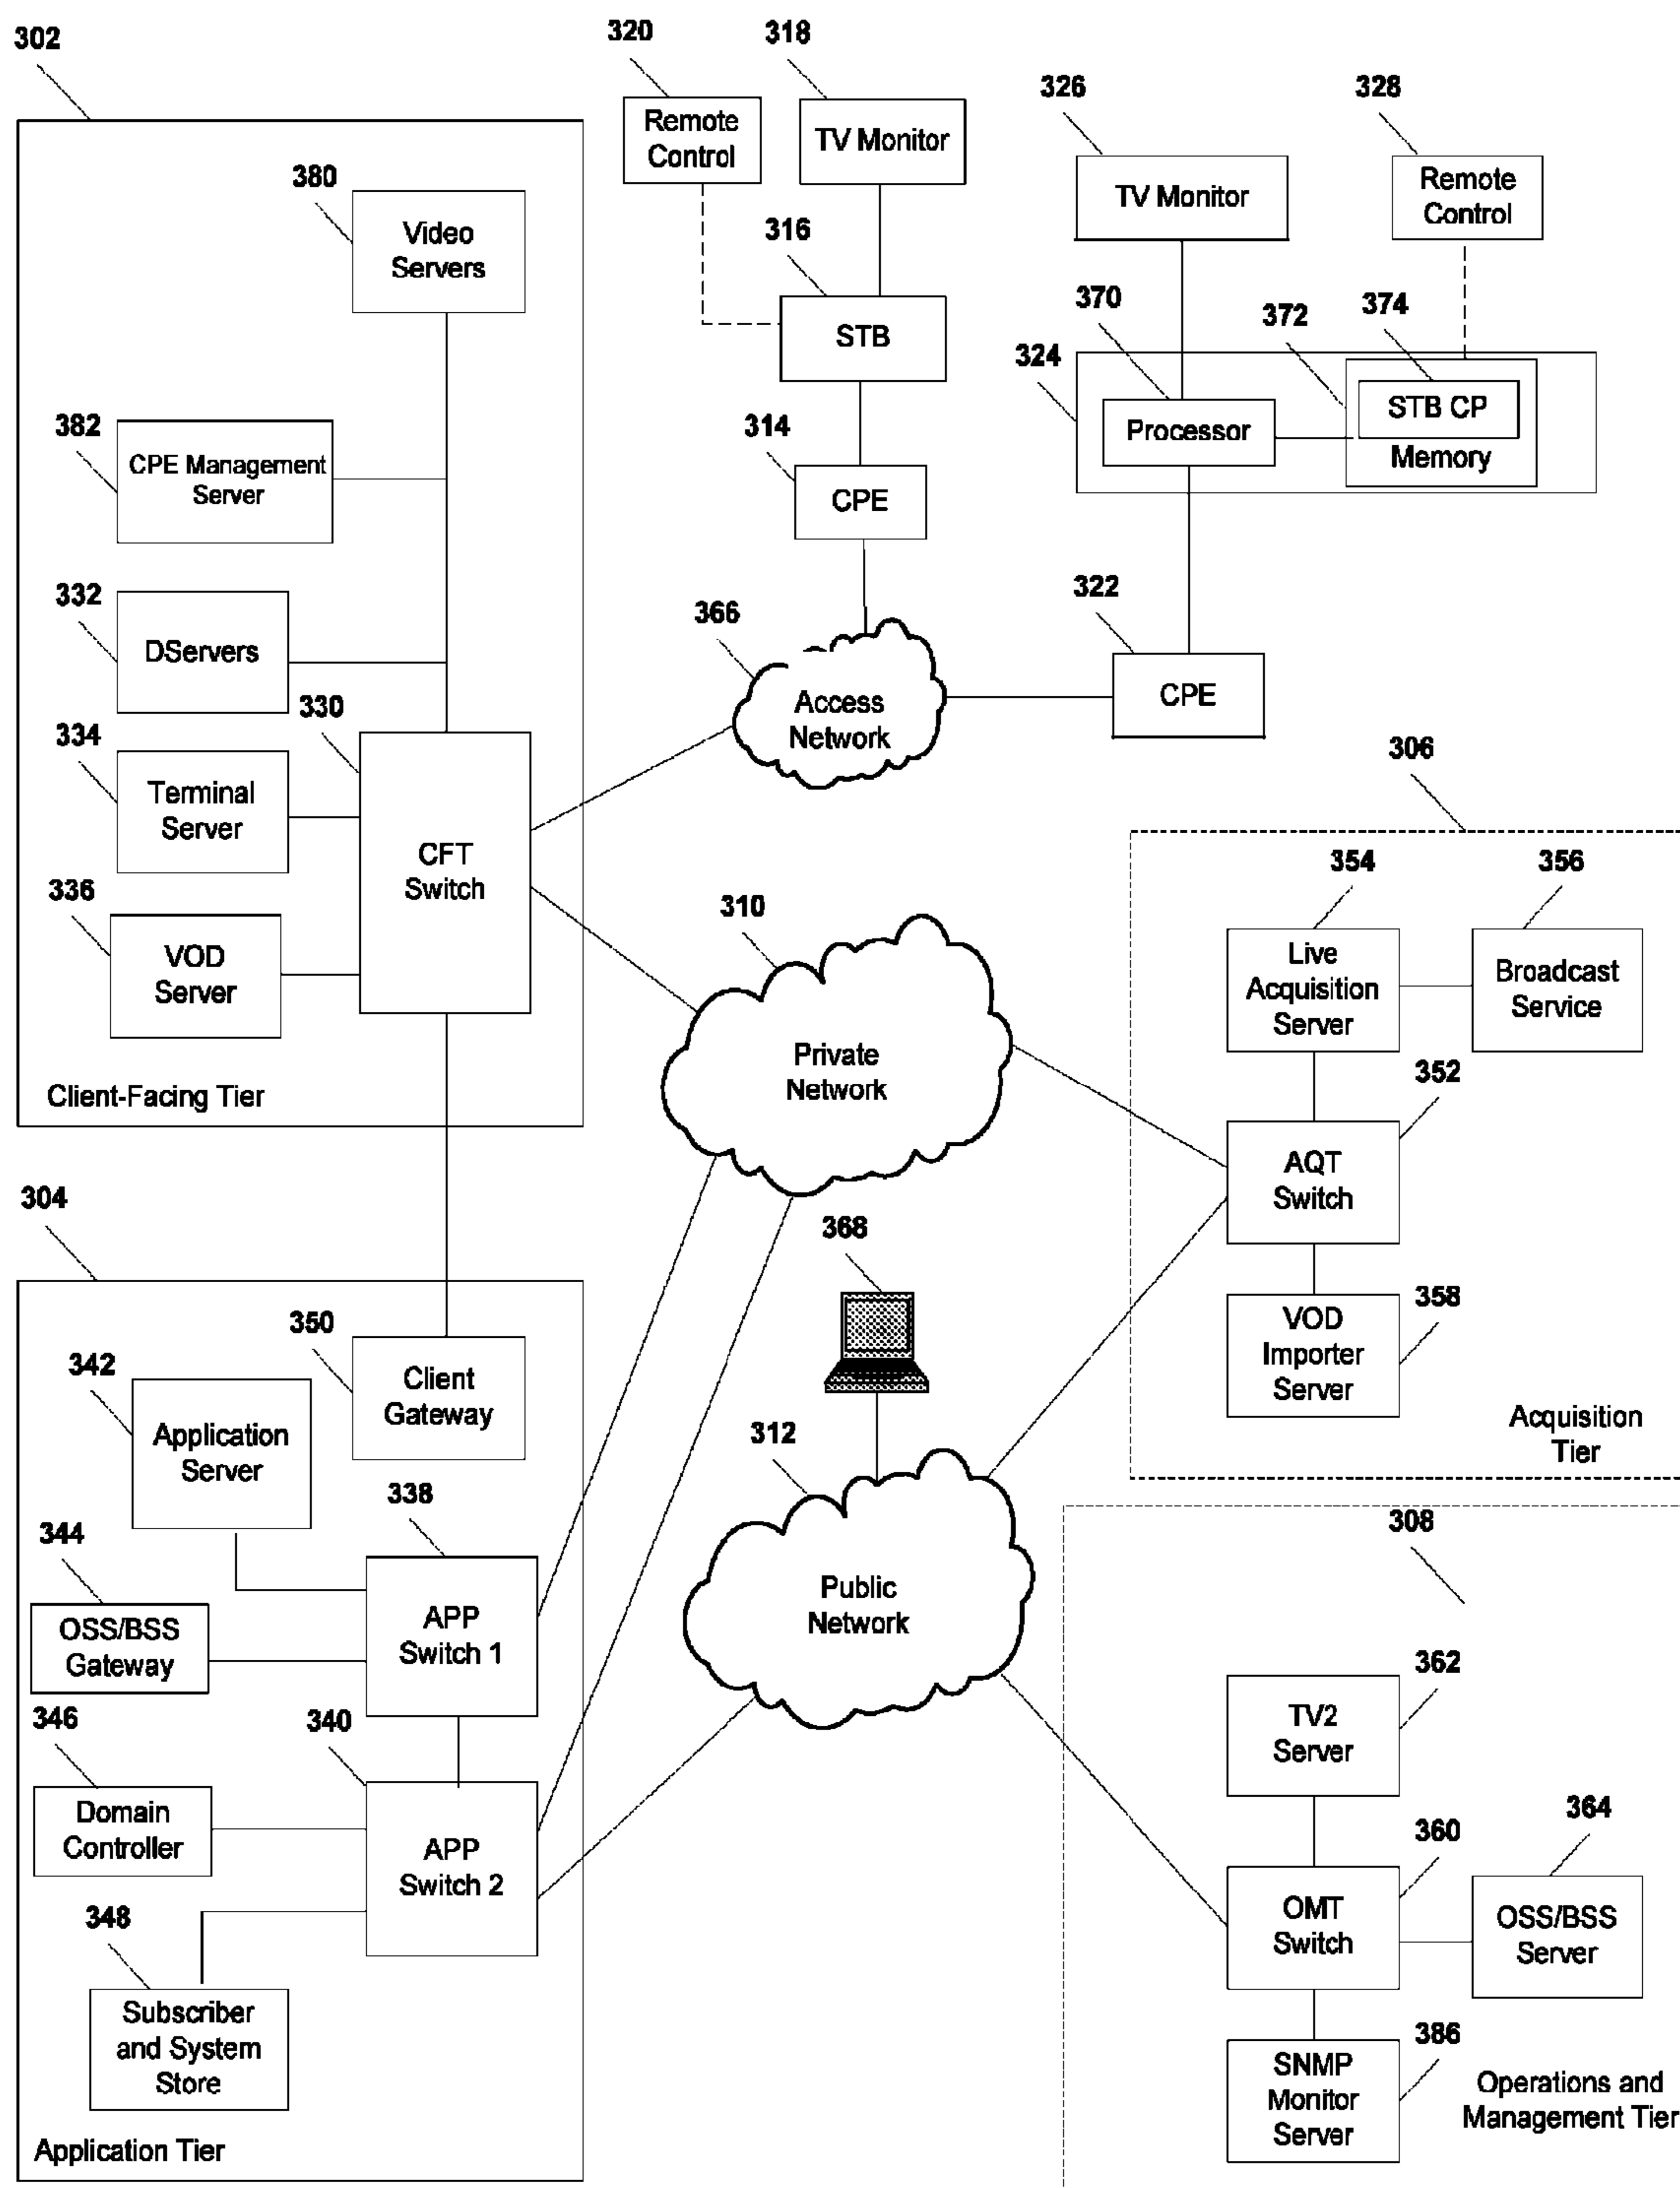 302
320
318
326
328
Remote
Control
TV Monitor
TV Monitor
Remote
Control
380
Video
Servers
316
STB
370
372
374
324
STB CP
Processor
Memory
382
CPE Management
Server
314
CPE
332
DServers
366
322
Access
Network
CPE
330
334
Terminal
Server
CFT
Switch
336
VOD
Server
Client-Facing Tier
306
354
356
Live
Acquisition
Server
Broadcast
Service
310
Private
Network
352
AQT
Switch
358
VOD
Importer
Server
Acquisition
Tier
304
368
350
Client
Gateway
342
Application
Server
312
Public
Network
338
344
OSS/BSS
Gateway
APP
Switch 1
346
340
Domain
Controller
APP
Switch 2
348
Subscriber
and System
Store
Application Tier
308
362
TV2
Server
360
364
OMT
Switch
OSS/BSS
Server
386
SNMP
Monitor
Server
Operations and
Management Tier